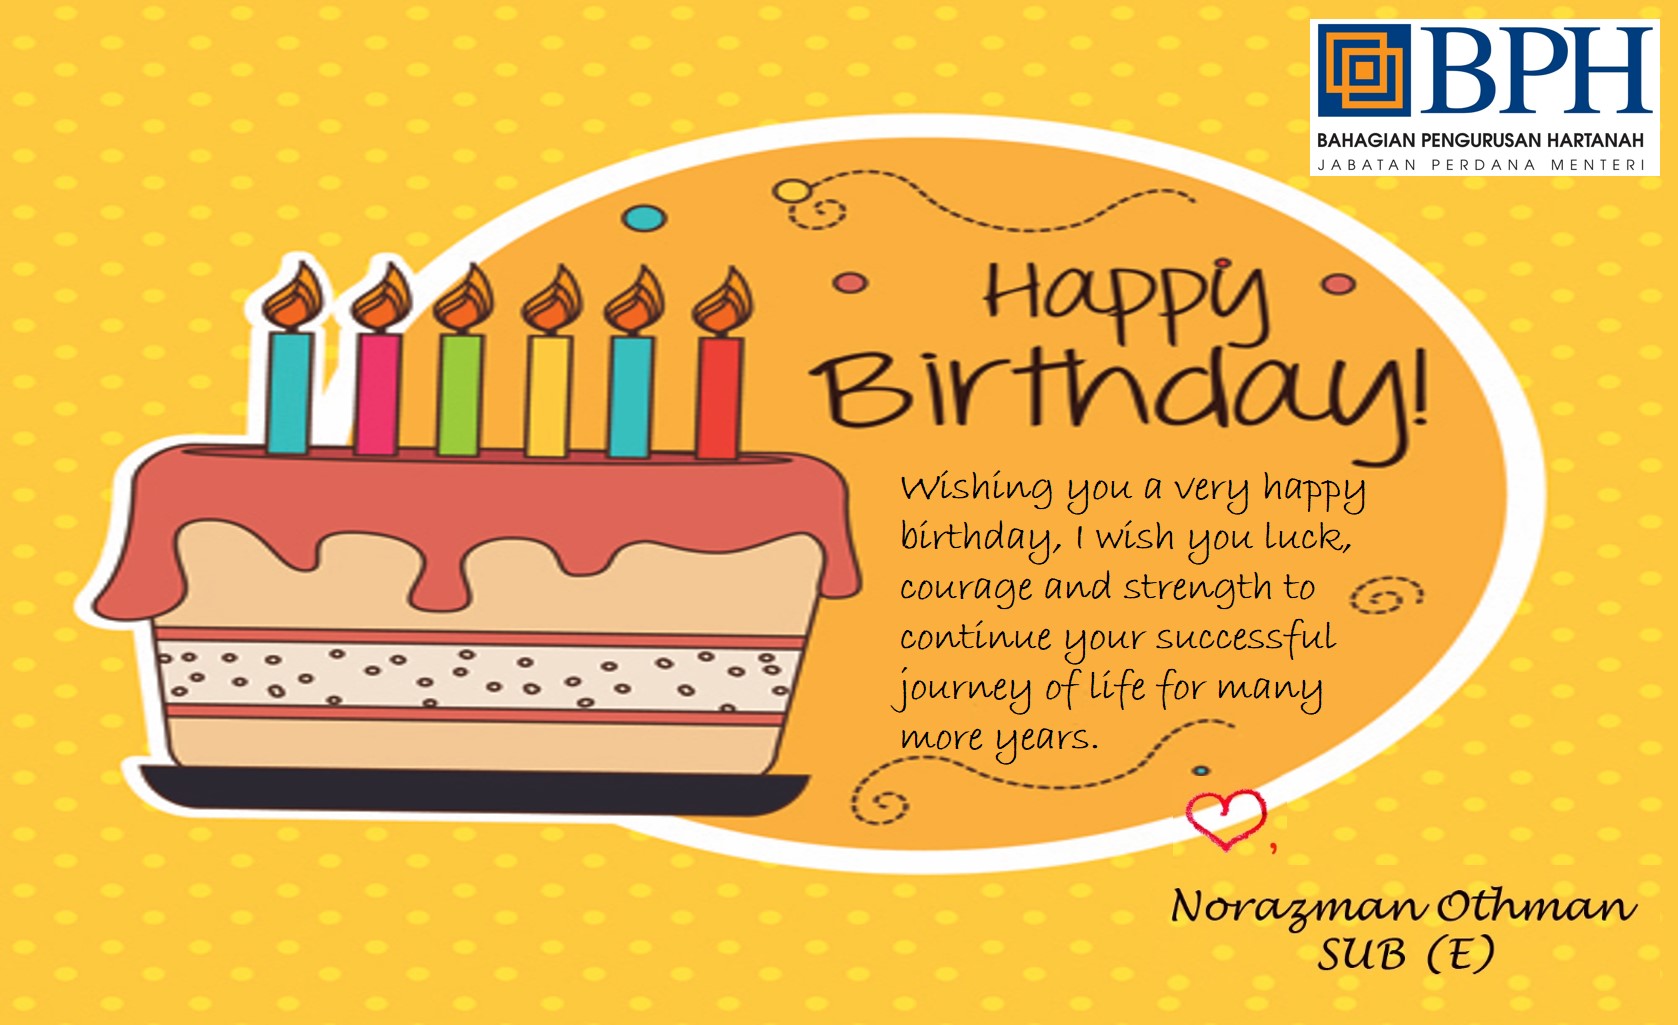 BPH
BAHAGIAN PENGURUSAN HARTANAH
JABATAN PERDANA MENTERI
Happy
Birthday!
Wishing you a very happy
birthday, I wish you luck,
courage and strength to
continue your successful
journey of life for many
more years.
,
Norazman Othman
SUB (E)